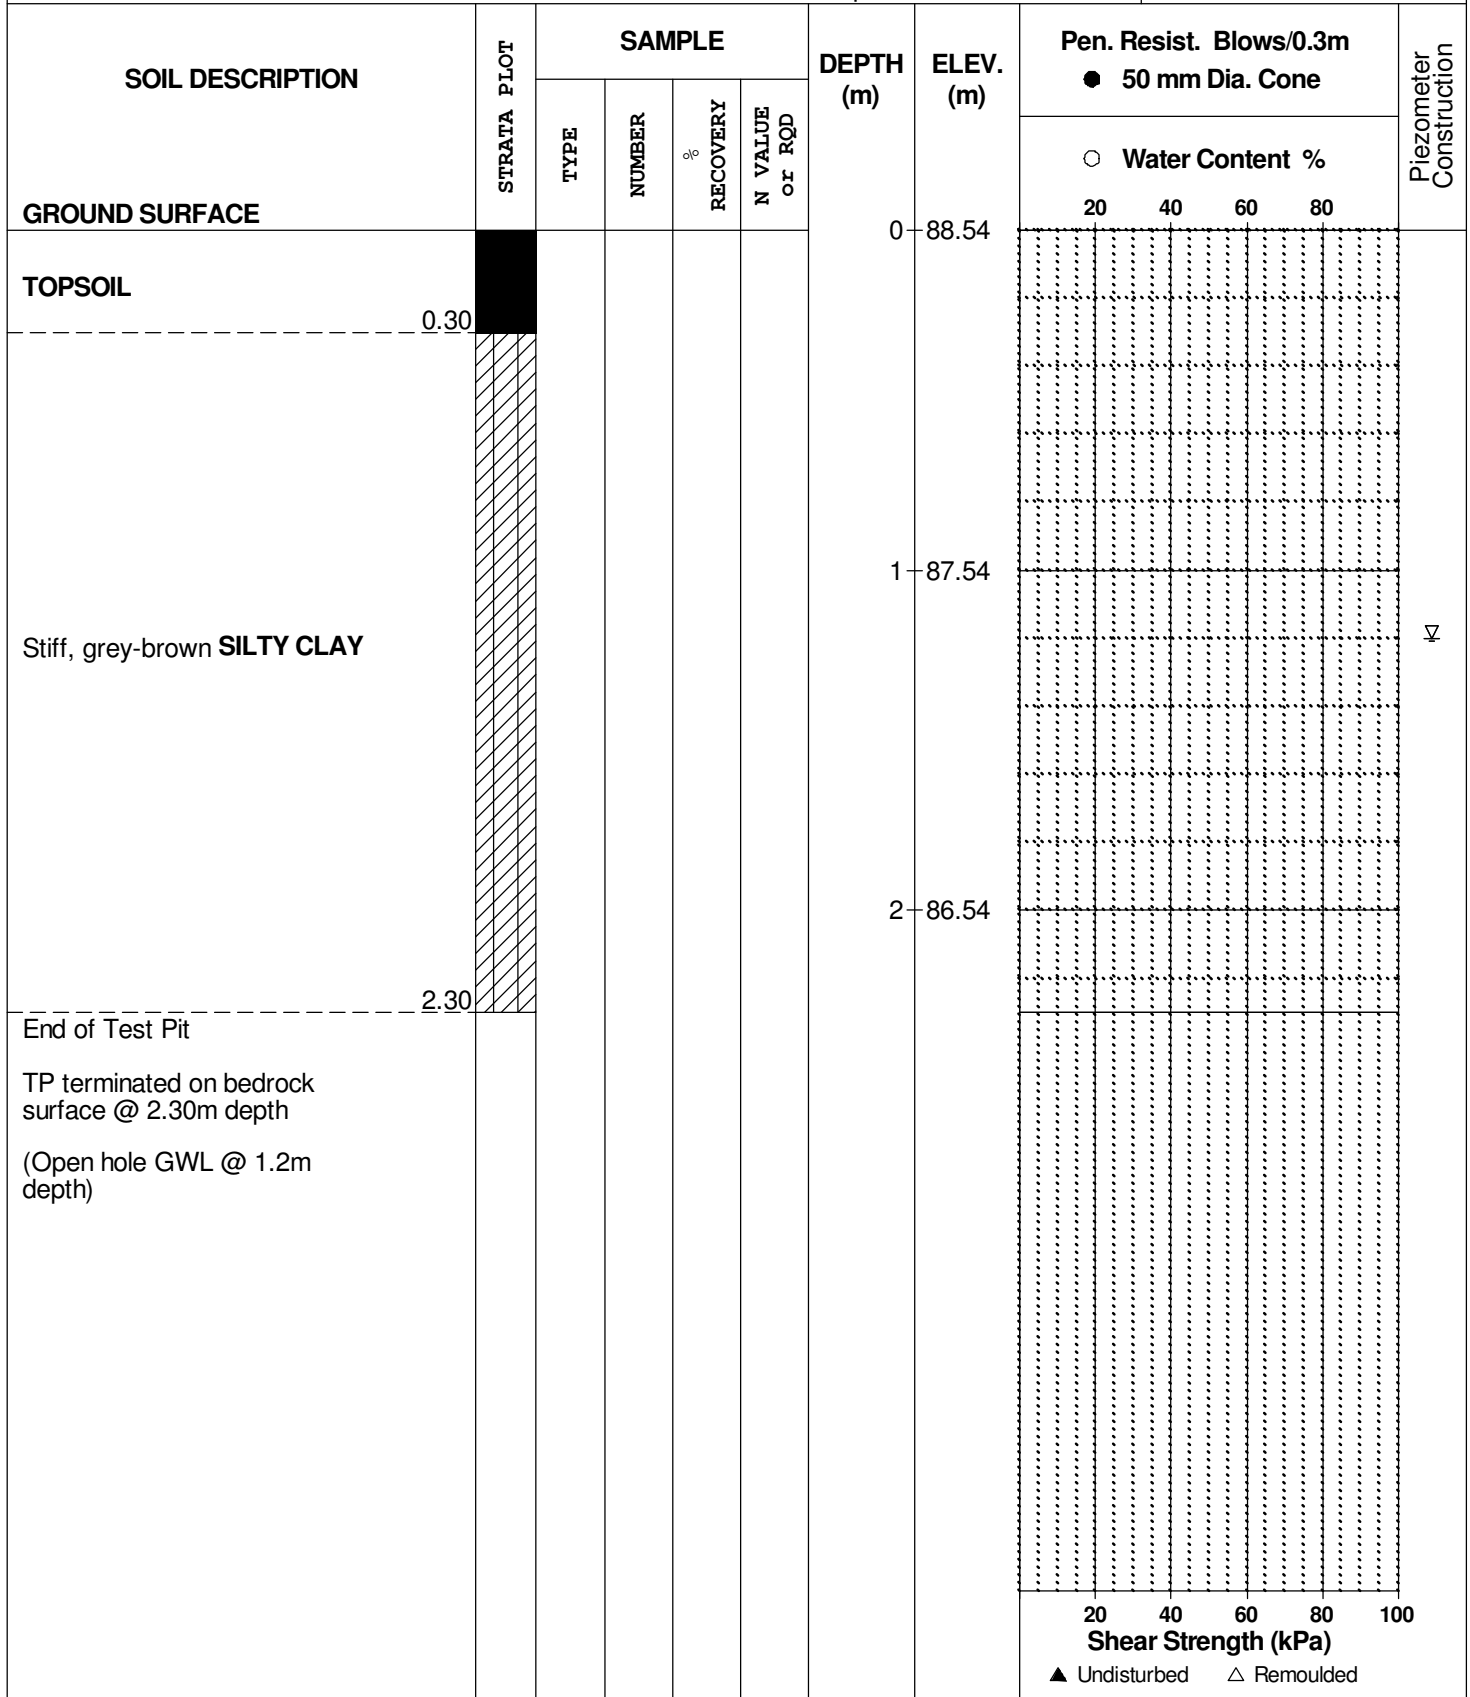 SOIL DESCRIPTION
GROUND SURFACE
STRATA PLOT
SAMPLE
TYPE
NUMBER
% RECOVERY
N VALUE or RQD
DEPTH (m)
ELEV. (m)
Pen. Resist. Blows/0.3m
● 50 mm Dia. Cone
○ Water Content %
20 40 60 80
Piezometer Construction
0 88.54
TOPSOIL
0.30
1 87.54
Stiff, grey-brown SILTY CLAY
2 86.54
2.30
End of Test Pit
TP terminated on bedrock
surface @ 2.30m depth
(Open hole GWL @ 1.2m
depth)
20 40 60 80 100
Shear Strength (kPa)
▲ Undisturbed △ Remoulded